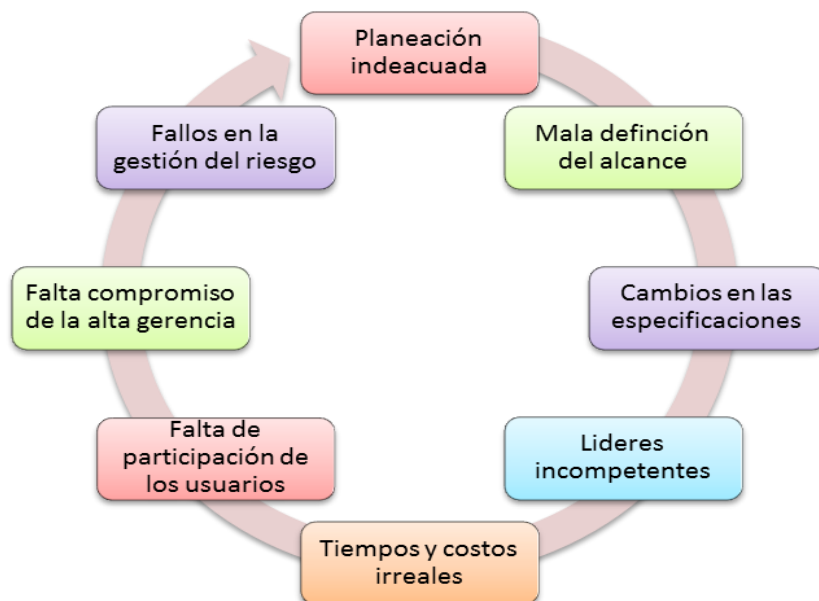 Planeación
indeacuada
Mala definción
del alcance
Cambios en las
especificaciones
Lideres
incompetentes
Tiempos y costos
irreales
Falta de
participación de
los usuarios
Falta compromiso
de la alta gerencia
Fallos en la
gestión del riesgo